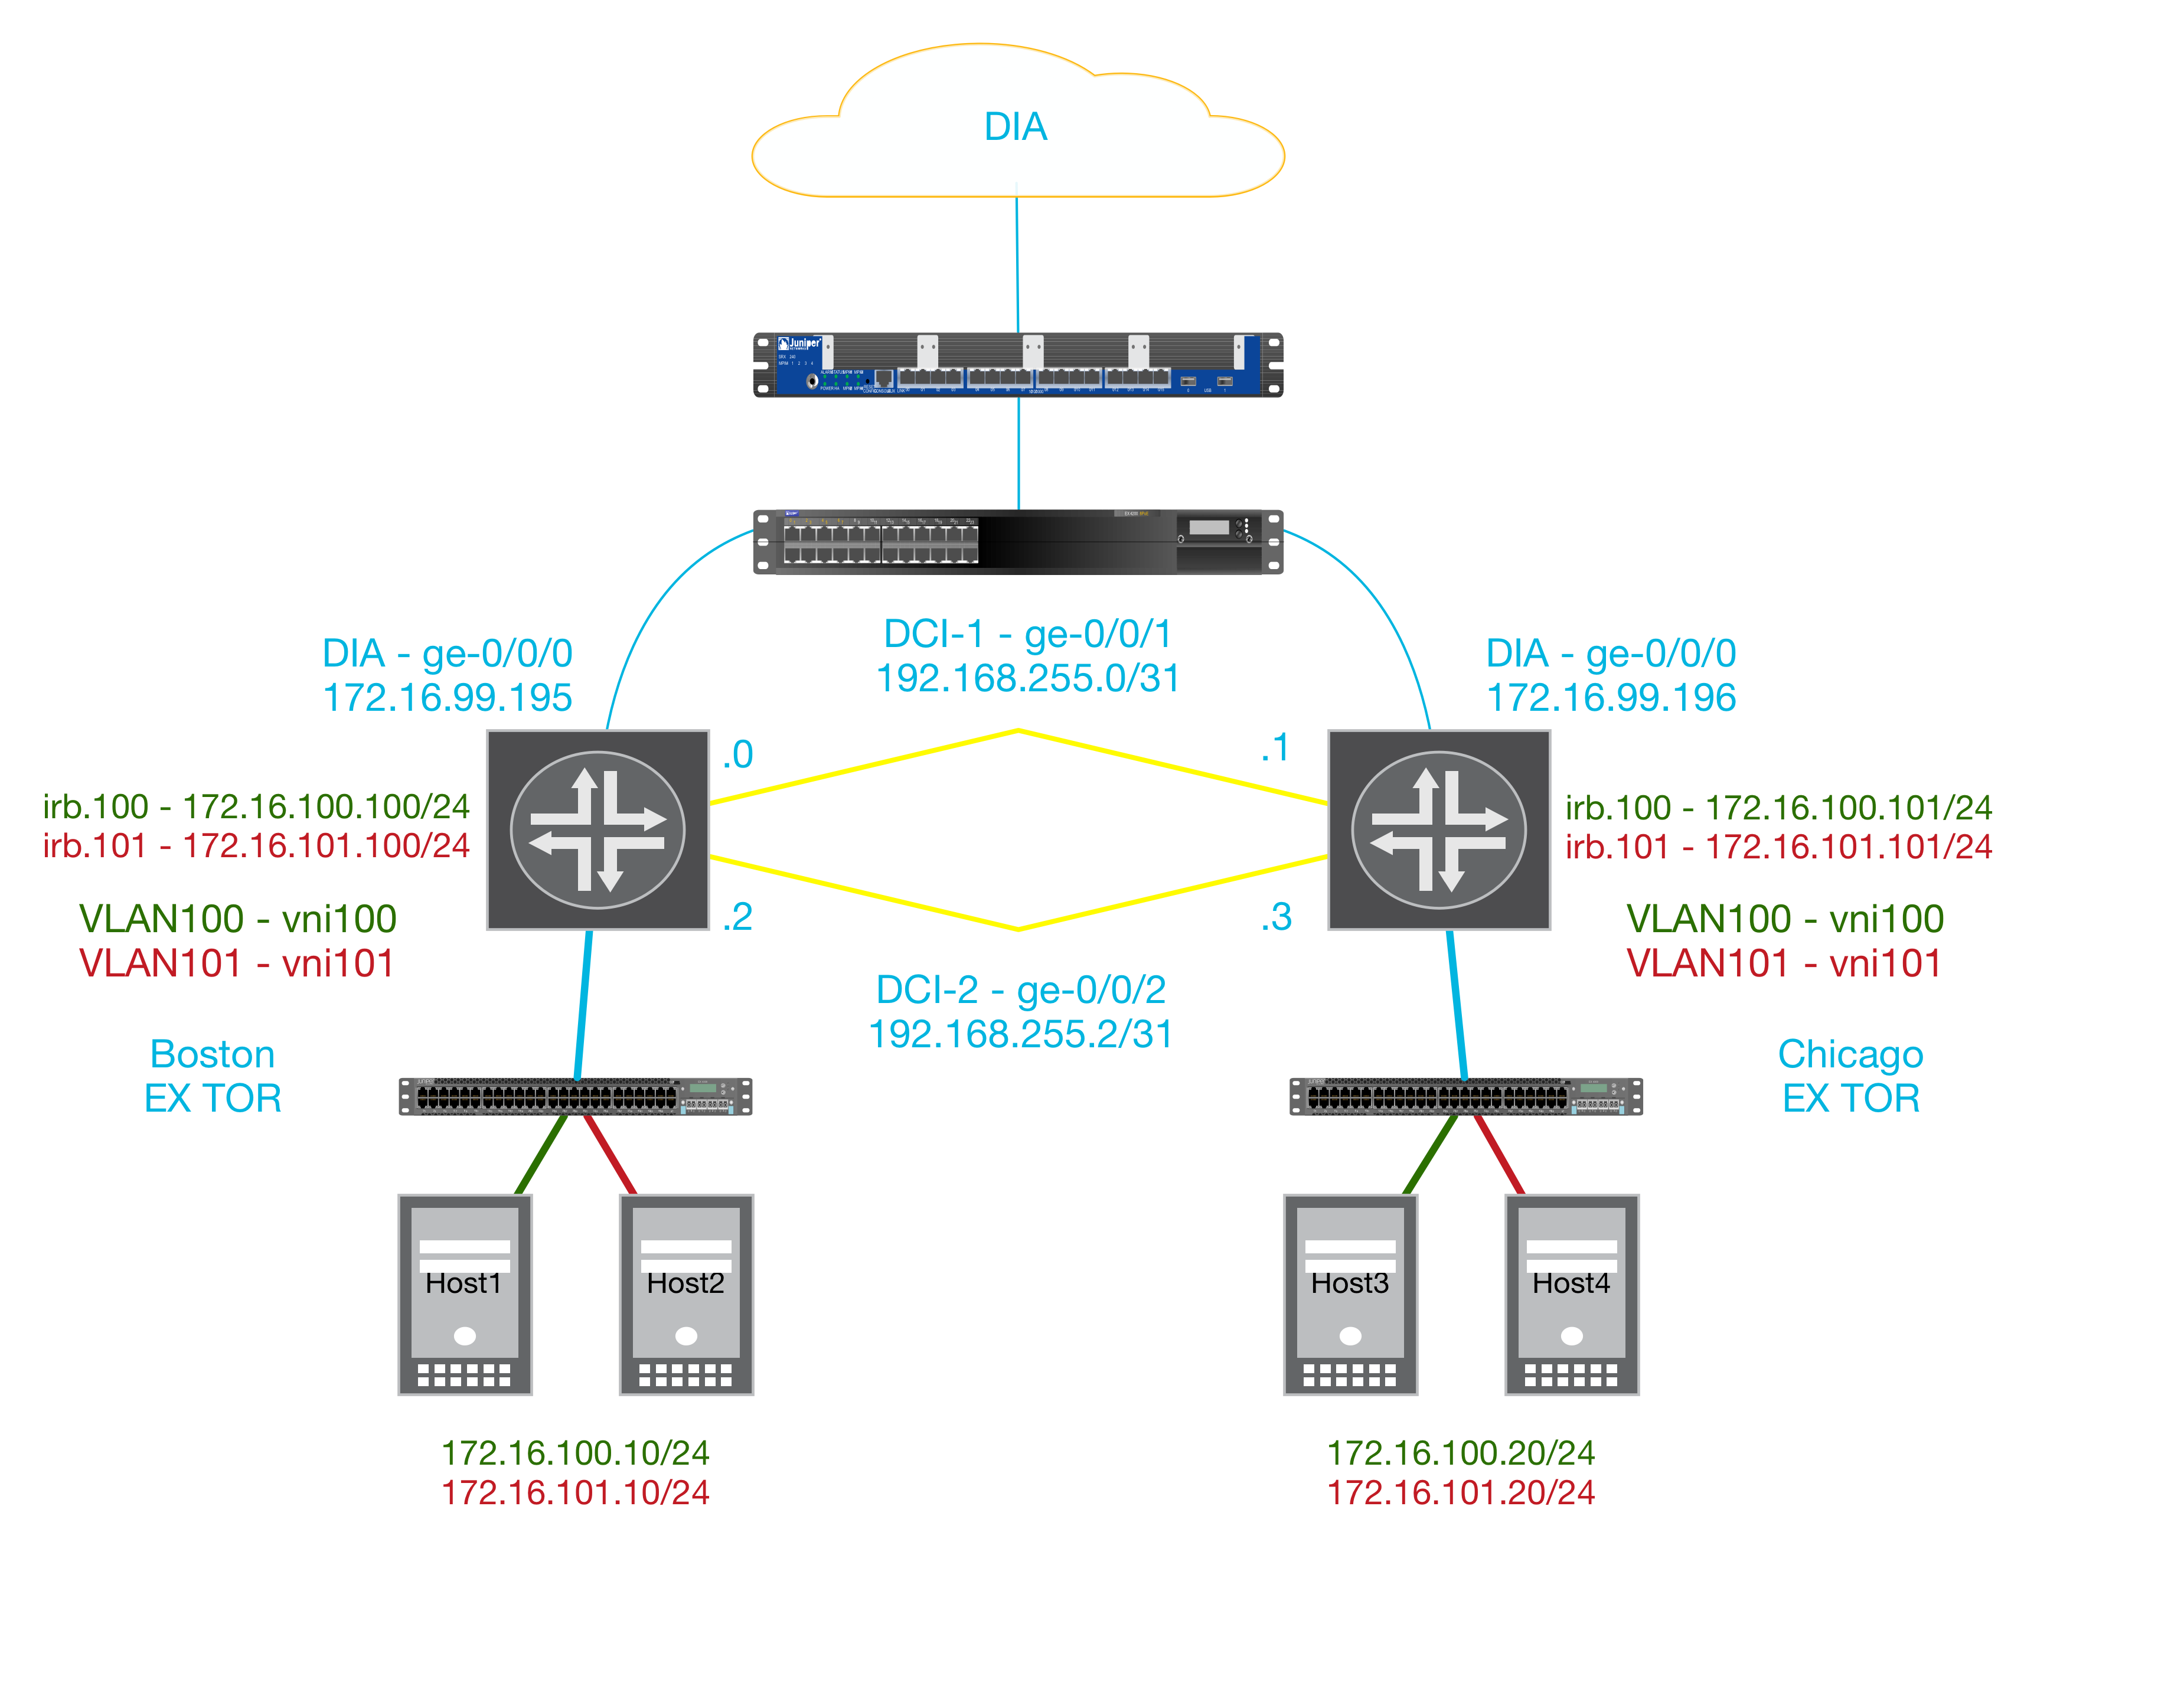 DIA
Juniper
NETWORKS
DIA - ge-0/0/0
172.16.99.195
DCI-1 - ge-0/0/1
192.168.255.0/31
DIA - ge-0/0/0
172.16.99.196
.0
.1
irb.100 - 172.16.100.100/24
irb.101 - 172.16.101.100/24
irb.100 - 172.16.100.101/24
irb.101 - 172.16.101.101/24
VLAN100 - vni100
VLAN101 - vni101
.2
.3
VLAN100 - vni100
VLAN101 - vni101
DCI-2 - ge-0/0/2
192.168.255.2/31
Boston
EX TOR
Chicago
EX TOR
Host1
Host2
Host3
Host4
172.16.100.10/24
172.16.101.10/24
172.16.100.20/24
172.16.101.20/24